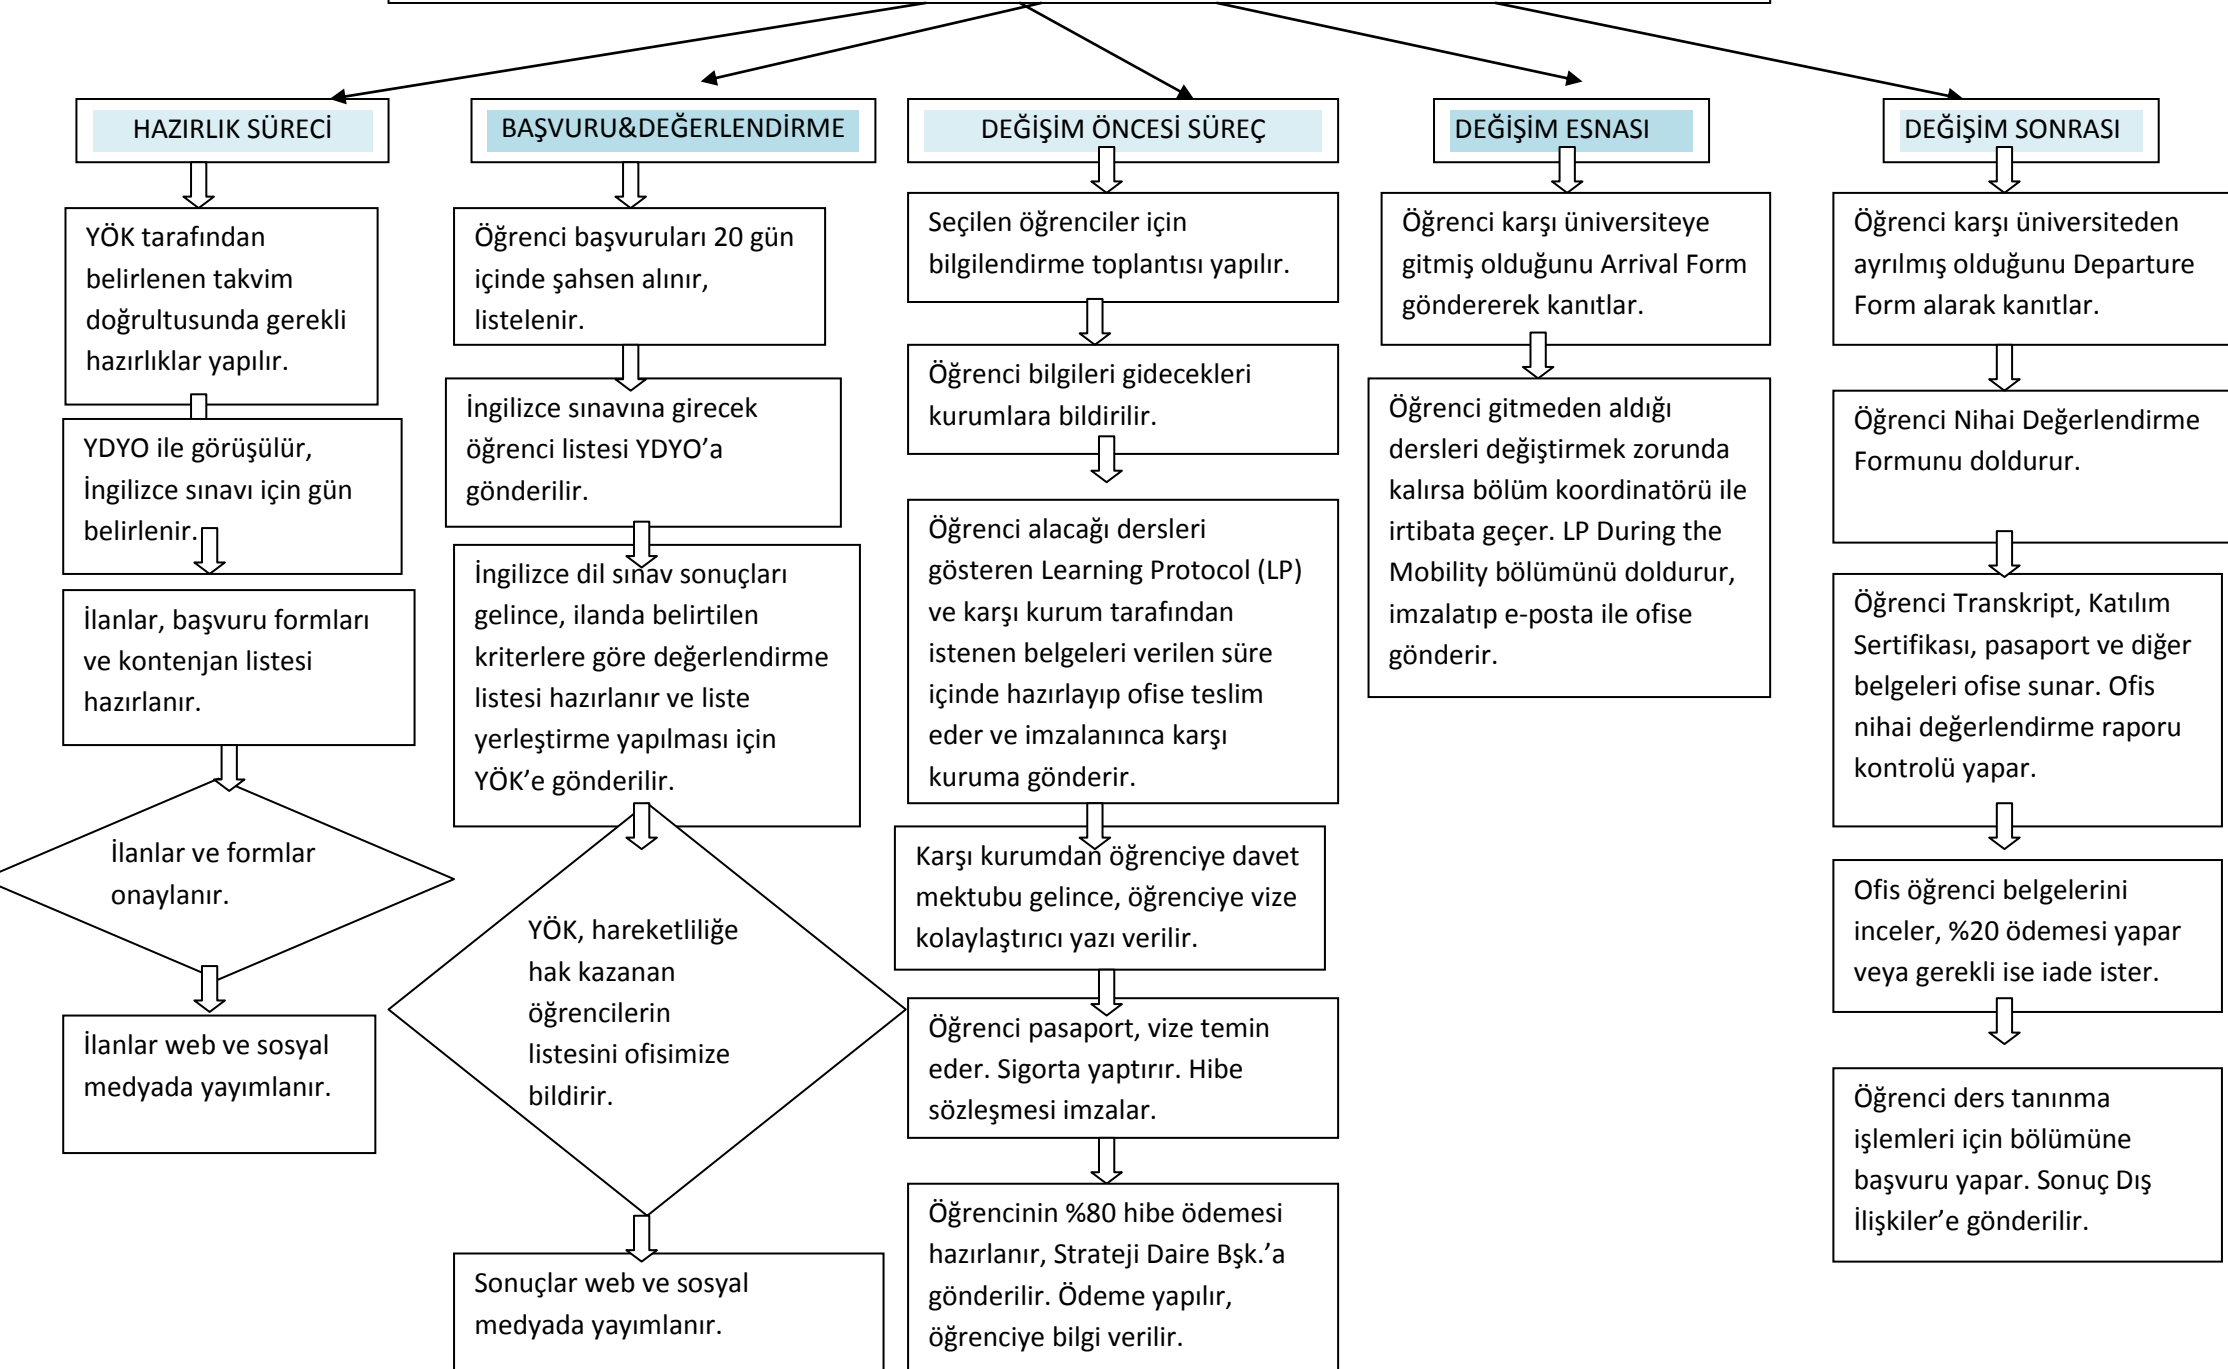 HAZIRLIK SÜRECİ
YÖK tarafından
belirlenen takvim
doğrultusunda gerekli
hazırlıklar yapılır.
YDYO ile görüşülür,
İngilizce sınavı için gün
belirlenir.
İlanlar, başvuru formları
ve kontenjan listesi
hazırlanır.
İlanlar ve formlar
onaylanır.
İlanlar web ve sosyal
medyada yayımlanır.
BAŞVURU&DEĞERLENDİRME
Öğrenci başvuruları 20 gün
içinde şahsen alınır,
listelenir.
İngilizce sınavına girecek
öğrenci listesi YDYO’a
gönderilir.
İngilizce dil sınav sonuçları
gelince, ilanda belirtilen
kriterlere göre değerlendirme
listesi hazırlanır ve liste
yerleştirme yapılması için
YÖK’e gönderilir.
YÖK, hareketliliğe
hak kazanan
öğrencilerin
listesini ofisimize
bildirir.
Sonuçlar web ve sosyal
medyada yayımlanır.
DEĞİŞİM ÖNCESİ SÜREÇ
Seçilen öğrenciler için
bilgilendirme toplantısı yapılır.
Öğrenci bilgileri gidecekleri
kurumlara bildirilir.
Öğrenci alacağı dersleri
gösteren Learning Protocol (LP)
ve karşı kurum tarafından
istenen belgeleri verilen süre
içinde hazırlayıp ofise teslim
eder ve imzalanınca karşı
kuruma gönderir.
Karşı kurumdan öğrenciye davet
mektubu gelince, öğrenciye vize
kolaylaştırıcı yazı verilir.
Öğrenci pasaport, vize temin
eder. Sigorta yaptırır. Hibe
sözleşmesi imzalar.
Öğrencinin %80 hibe ödemesi
hazırlanır, Strateji Daire Bşk.’a
gönderilir. Ödeme yapılır,
öğrenciye bilgi verilir.
DEĞİŞİM ESNASI
Öğrenci karşı üniversiteye
gitmiş olduğunu Arrival Form
göndererek kanıtlar.
Öğrenci gitmeden aldığı
dersleri değiştirmek zorunda
kalırsa bölüm koordinatörü ile
irtibata geçer. LP During the
Mobility bölümünü doldurur,
imzalatıp e-posta ile ofise
gönderir.
DEĞİŞİM SONRASI
Öğrenci karşı üniversiteden
ayrılmış olduğunu Departure
Form alarak kanıtlar.
Öğrenci Nihai Değerlendirme
Formunu doldurur.
Öğrenci Transkript, Katılım
Sertifikası, pasaport ve diğer
belgeleri ofise sunar. Ofis
nihai değerlendirme raporu
kontrolü yapar.
Ofis öğrenci belgelerini
inceler, %20 ödemesi yapar
veya gerekli ise iade ister.
Öğrenci ders tanınma
işlemleri için bölümüne
başvuru yapar. Sonuç Dış
İlişkiler’e gönderilir.